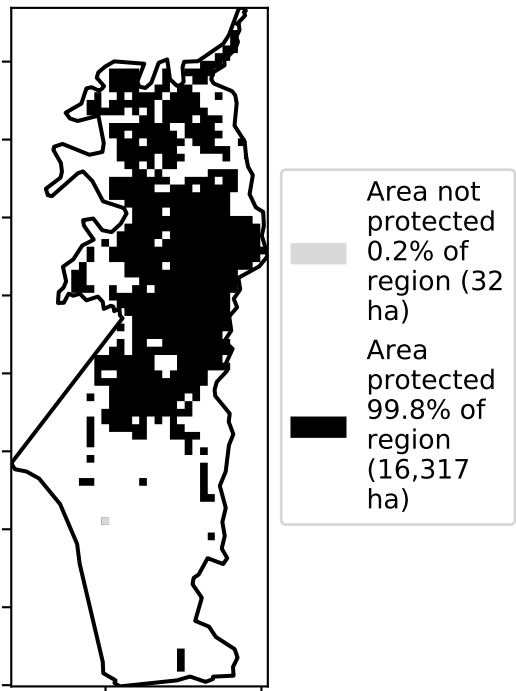 Area not
protected
0.2% of
region (32
ha)
Area
protected
99.8% of
region
(16,317
ha)